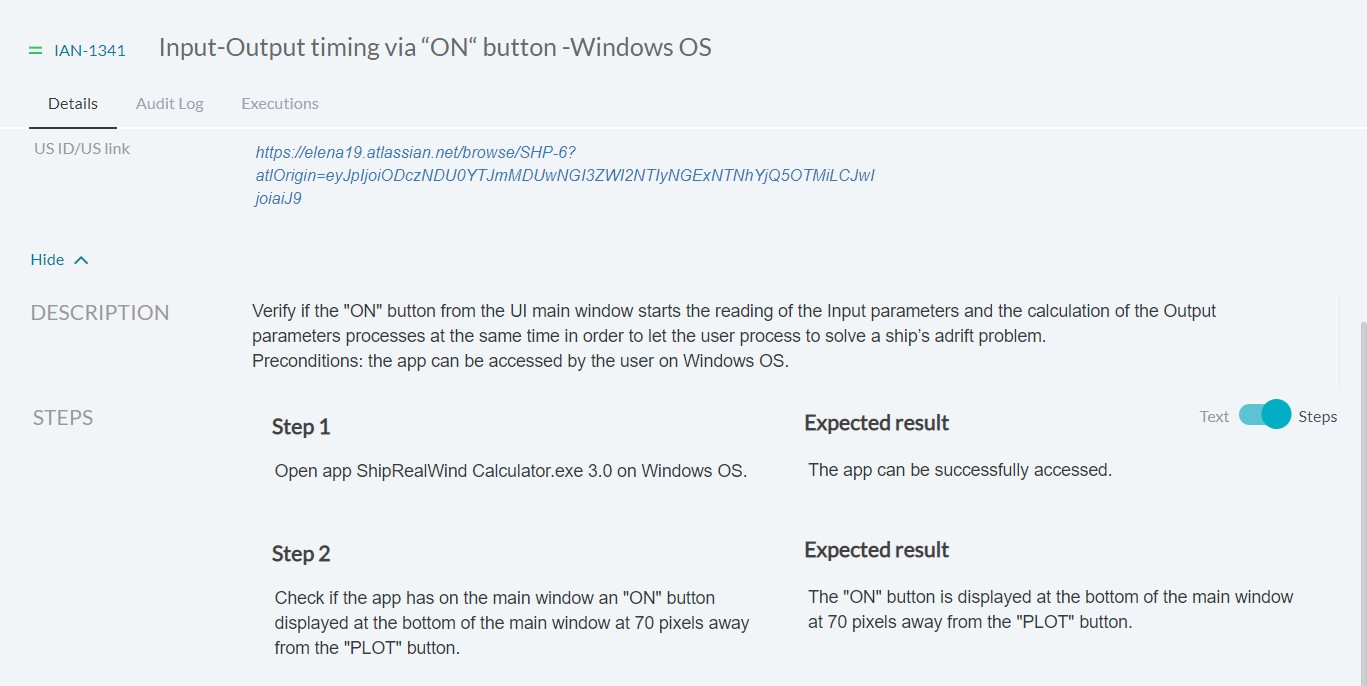 IAN-1341 Input-Output timing via “ON“ button -Windows OS
Details Audit Log Executions
US ID/US link
https://elena19.atlassian.net/browse/SHP-6?
atlOrigin=eyJpIjoiODczNDU0YTJmMDUwNGI3ZWI2NTIyNGExNTNhYjQ5OTMiLCJwI
joiaiJ9
Hide
DESCRIPTION
Verify if the "ON" button from the UI main window starts the reading of the Input parameters and the calculation of the Output
parameters processes at the same time in order to let the user process to solve a ship’s adrift problem.
Preconditions: the app can be accessed by the user on Windows OS.
STEPS
Text Steps
Step 1
Open app ShipRealWind Calculator.exe 3.0 on Windows OS.
Expected result
The app can be successfully accessed.
Step 2
Check if the app has on the main window an "ON" button
displayed at the bottom of the main window at 70 pixels away
from the "PLOT" button.
Expected result
The "ON" button is displayed at the bottom of the main window
at 70 pixels away from the "PLOT" button.